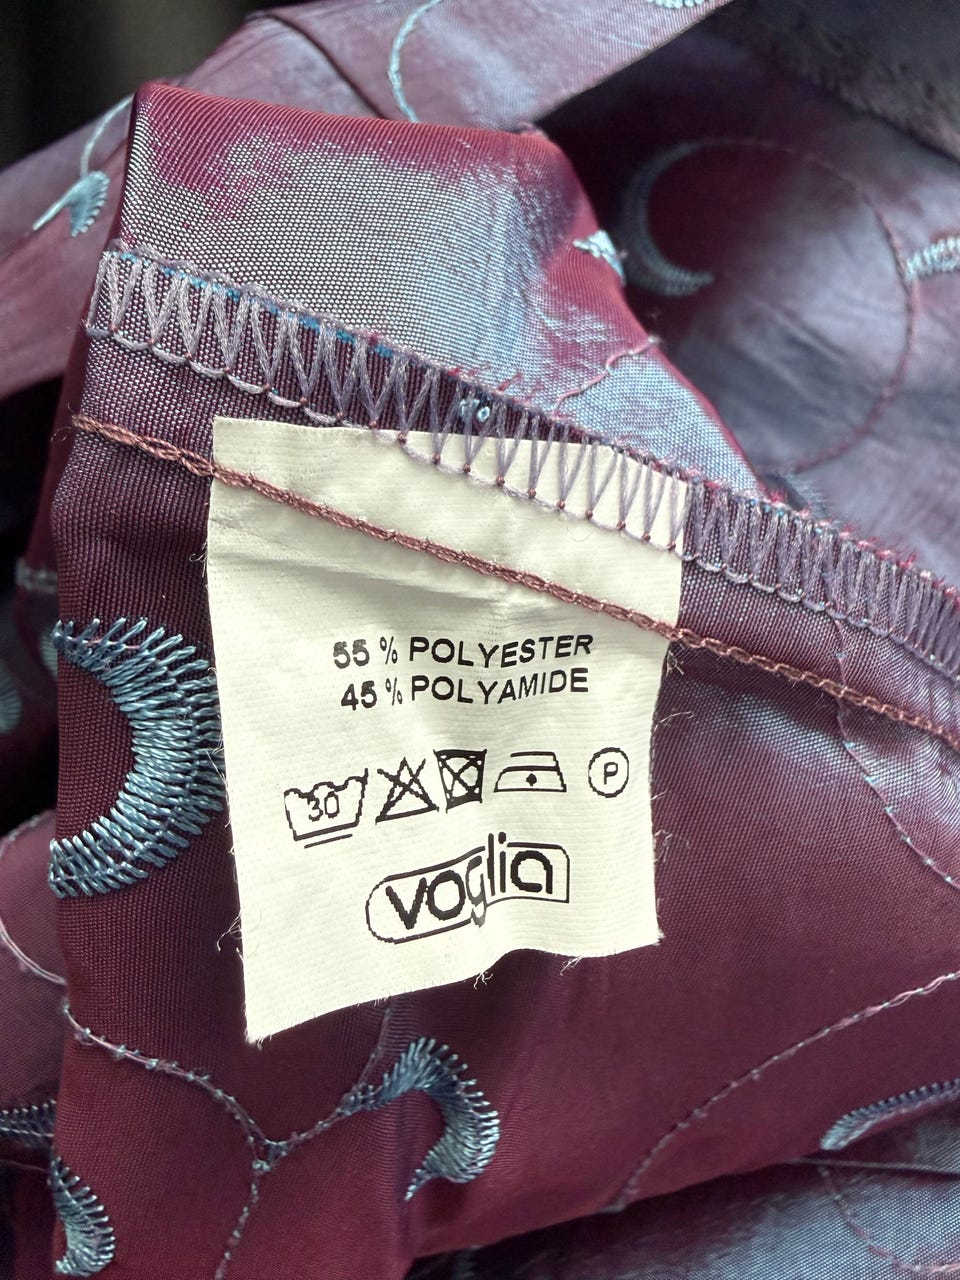 55 % POLYESTER
45 % POLYAMIDE
30 P
voglia